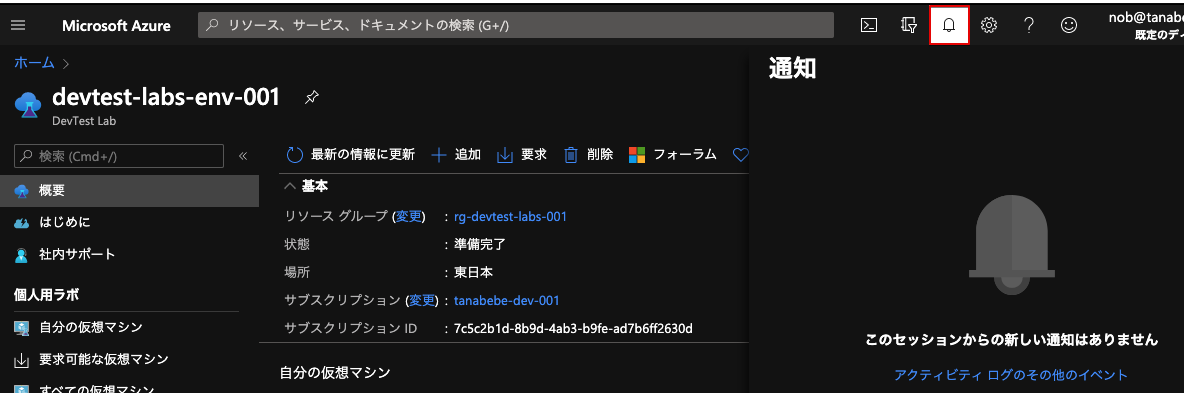 Microsoft Azure
リソース、サービス、ドキュメントの検索 (G+/)
nob@tanabe
既定のディ
ホーム
devtest-labs-env-001
DevTest Lab
検索 (Cmd+/)
«
概要
はじめに
社内サポート
個人用ラボ
自分の仮想マシン
要求可能な仮想マシン
すべての仮想マシン
最新の情報に更新
追加
要求
削除
フォーラム
基本
リソース グループ (変更) : rg-devtest-labs-001
状態 : 準備完了
場所 : 東日本
サブスクリプション (変更) : tanabebe-dev-001
サブスクリプション ID : 7c5c2b1d-8b9d-4ab3-b9fe-ad7b6ff2630d
自分の仮想マシン
通知
このセッションからの新しい通知はありません
アクティビティ ログのその他のイベント